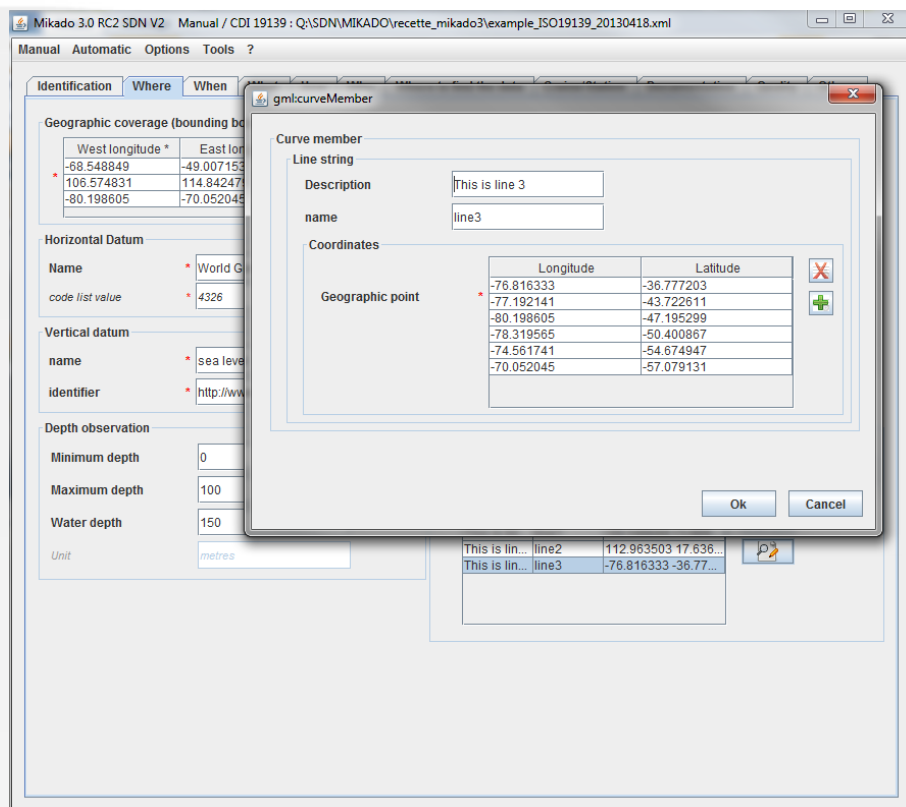 Mikado 3.0 RC2 SDN V2 Manual / CDI 19139 : Q:\SDN\MIKADO\recette_mikado3\example_ISO19139_20130418.xml
Manual Automatic Options Tools ?
Identification Where When
gml:curveMember
Geographic coverage (bounding bo
West longitude * East lon
* -68.548849 -49.007153
106.574831 114.842479
-80.198605 -70.052045
Horizontal Datum
Name * World G
code list value * 4326
Vertical datum
name * sea leve
identifier * http://ww
Depth observation
Minimum depth 0
Maximum depth 100
Water depth 150
Unit metres
Curve member
Line string
Description This is line 3
name line3
Coordinates
Longitude Latitude
Geographic point *
-76.816333 -36.777203
-77.192141 -43.722611
-80.198605 -47.195299
-78.319565 -50.400867
-74.561741 -54.674947
-70.052045 -57.079131
Ok Cancel
This is lin... line2 112.963503 17.636...
This is lin... line3 -76.816333 -36.77...